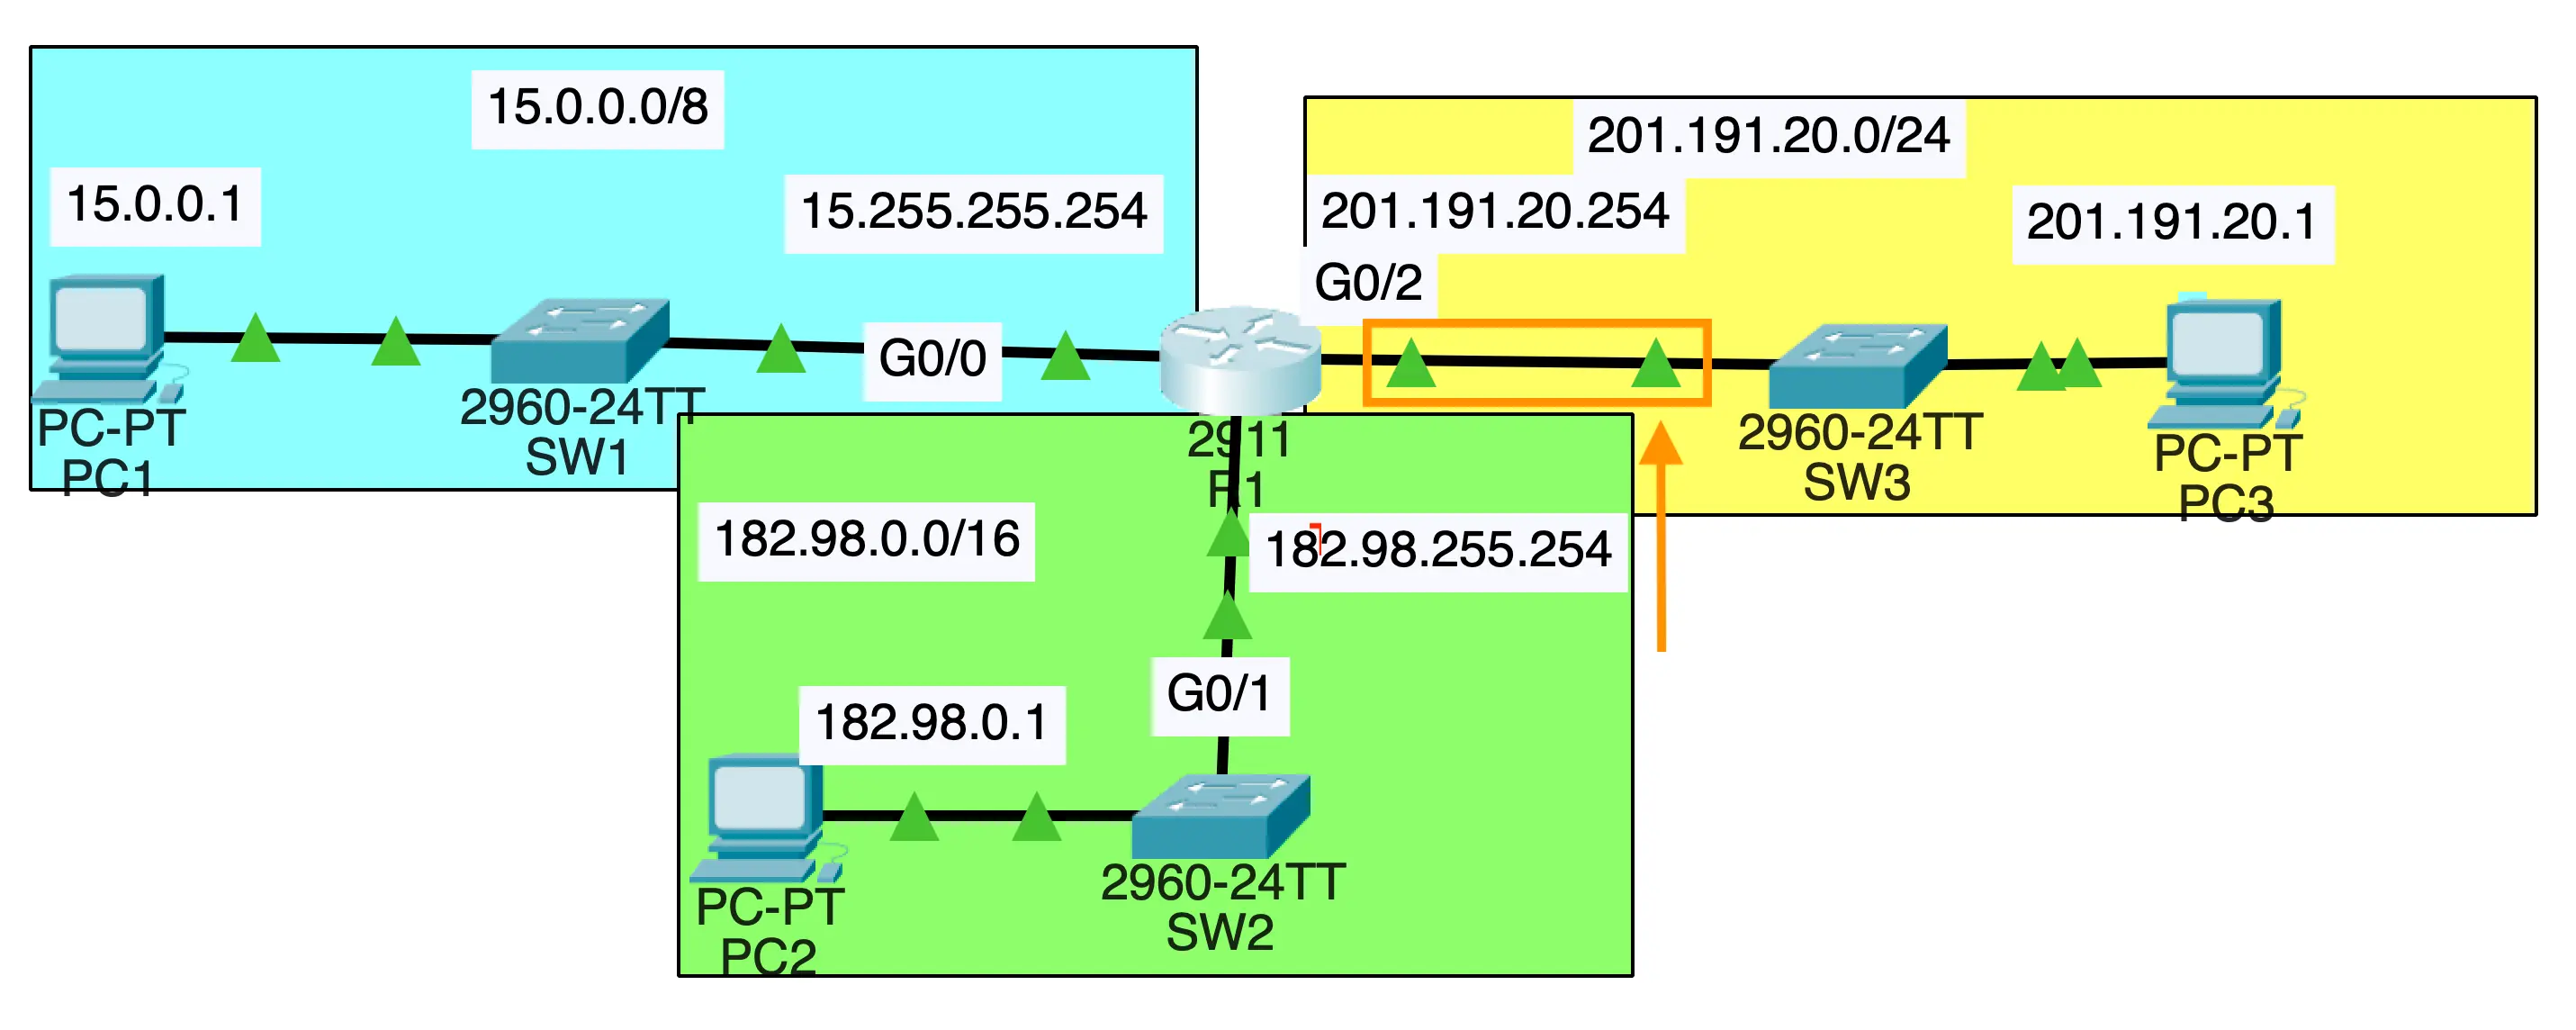 15.0.0.0/8
15.0.0.1
15.255.255.254
G0/0
PC-PT
PC1
2960-24TT
SW1
201.191.20.0/24
201.191.20.254
G0/2
201.191.20.1
2911
R1
2960-24TT
SW3
PC-PT
PC3
182.98.0.0/16
182.98.255.254
G0/1
182.98.0.1
PC-PT
PC2
2960-24TT
SW2